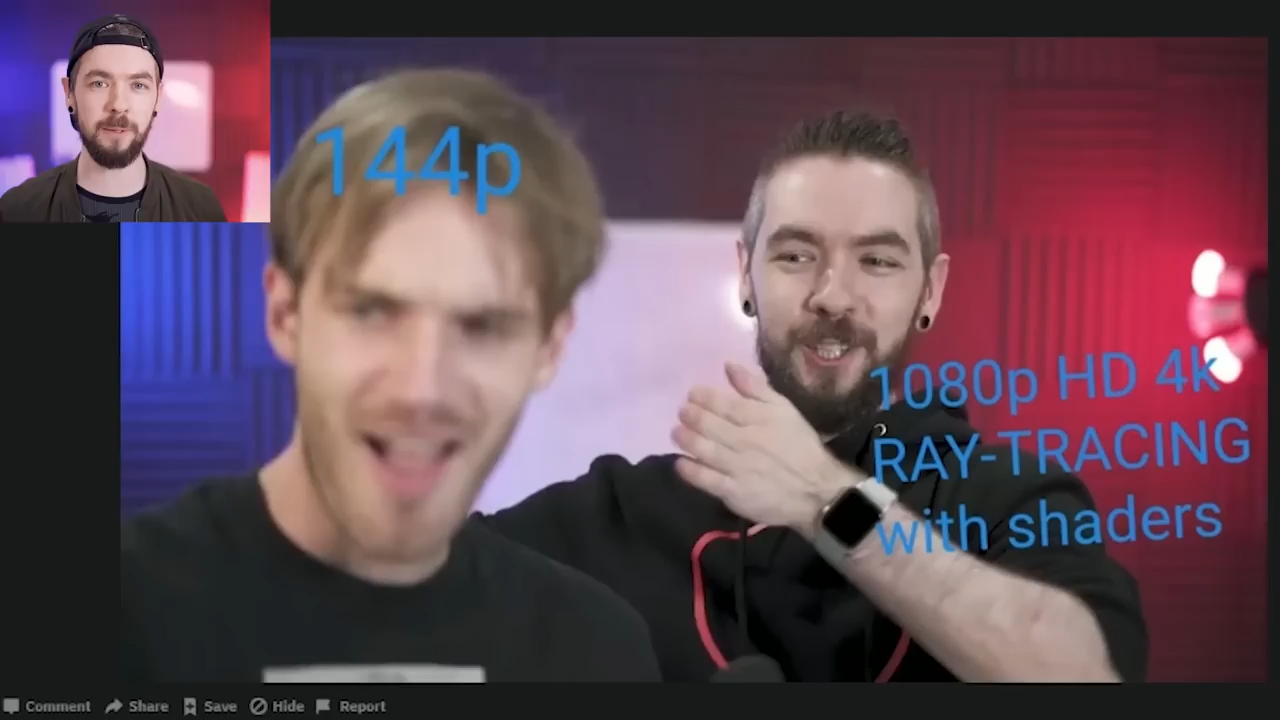 144p
1080p HD 4k
RAY-TRACING
with shaders
Comment Share Save Hide Report